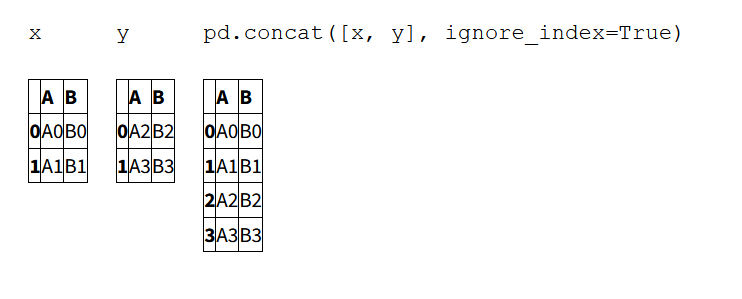 x y pd.concat([x, y], ignore_index=True)
A B A B A B
0 A0 B0 0 A2 B2 0 A0 B0
1 A1 B1 1 A3 B3 1 A1 B1
2 A2 B2
3 A3 B3